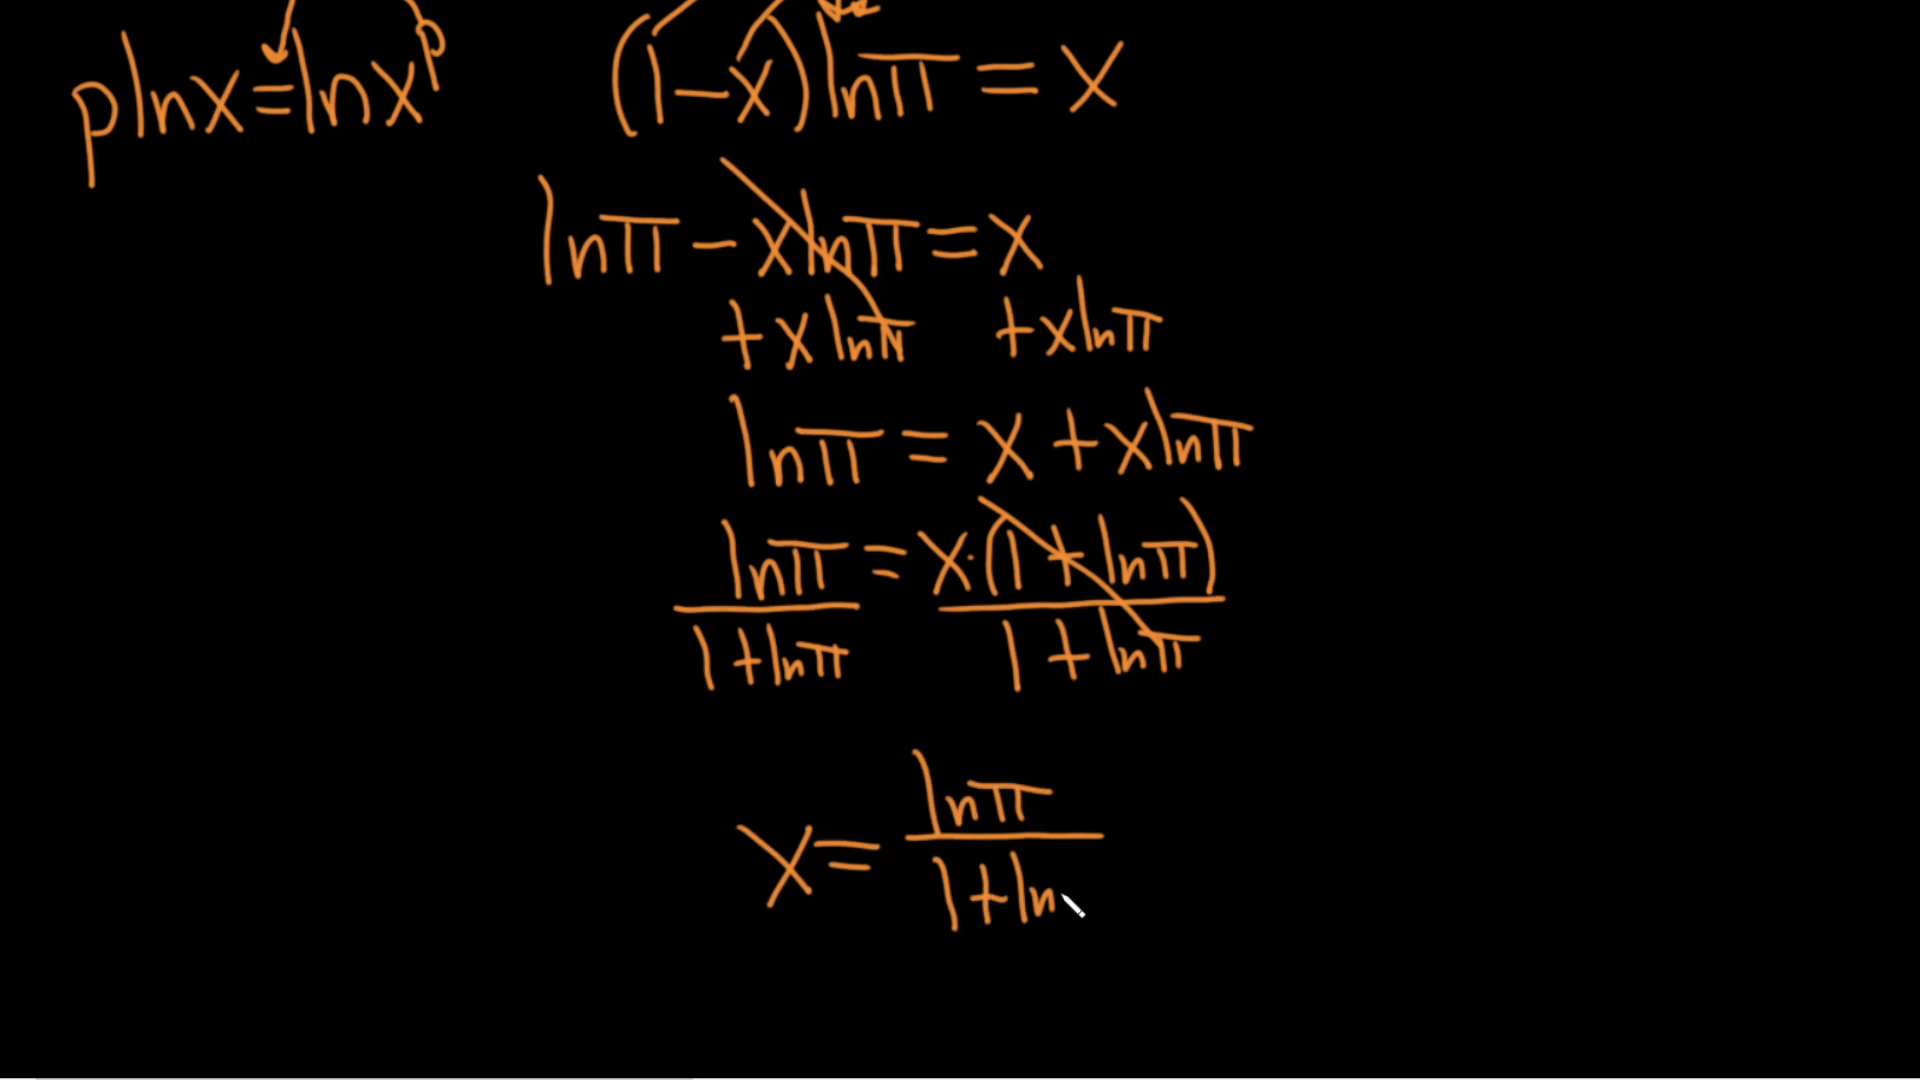 p ln x = ln x^p
(1 - x) ln π = x
ln π - x ln π = x
+ x ln π + x ln π
ln π = x + x ln π
ln π = x · (1 + ln π)
1 + ln π 1 + ln π
x = ln π
1 + ln